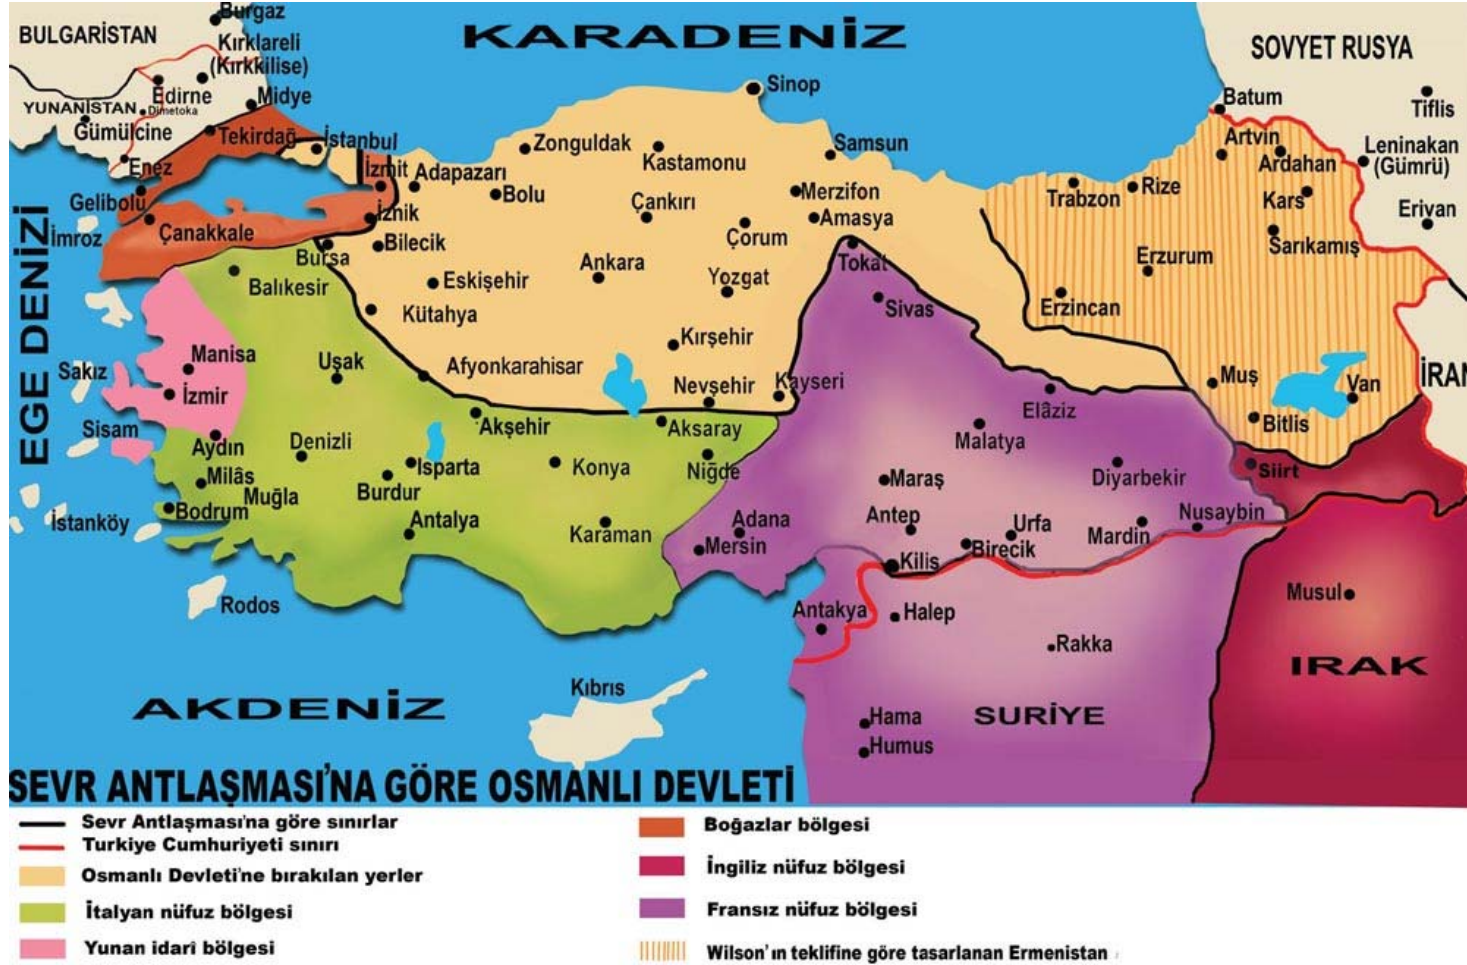 Burgaz
BULGARİSTAN
KARADENİZ
Kırklareli
(Kırkkilise)
SOVYET RUSYA
Edirne
YUNANİSTAN
Dimetoka
Midye
Sinop
Batum
Tiflis
Gümülcine
Tekirdağ
İstanbul
Zonguldak
Kastamonu
Samsun
Artvin
Ardahan
Leninakan
(Gümrü)
Enez
İzmit
Adapazarı
Bolu
Merzifon
Trabzon
Rize
Kars
Gelibolu
İznik
Çankırı
Amasya
Erivan
İmroz
Çanakkale
Bilecik
Çorum
Sarıkamış
EGE DENİZİ
Bursa
Ankara
Tokat
Erzurum
Balıkesir
Eskişehir
Yozgat
Kütahya
Sivas
Erzincan
Manisa
Uşak
Kırşehir
Sakız
İzmir
Afyonkarahisar
Nevşehir
Kayseri
Muş
Van
İRAN
Elâziz
Sisam
Aydın
Denizli
Akşehir
Aksaray
Malatya
Bitlis
Milâs
Isparta
Konya
Niğde
Maraş
Diyarbekir
Siirt
Muğla
Burdur
Bodrum
İstanköy
Antalya
Karaman
Adana
Antep
Urfa
Mardin
Nusaybin
Mersin
Birecik
Kilis
Rodos
Antakya
Halep
Musul
Rakka
IRAK
Kıbrıs
AKDENİZ
Hama
SURİYE
Humus
SEVR ANTLAŞMASI'NA GÖRE OSMANLI DEVLETİ
Sevr Antlaşması'na göre sınırlar
Turkiye Cumhuriyeti sınırı
Osmanlı Devleti'ne bırakılan yerler
İtalyan nüfuz bölgesi
Yunan idarî bölgesi
Boğazlar bölgesi
İngiliz nüfuz bölgesi
Fransız nüfuz bölgesi
Wilson'ın teklifine göre tasarlanan Ermenistan